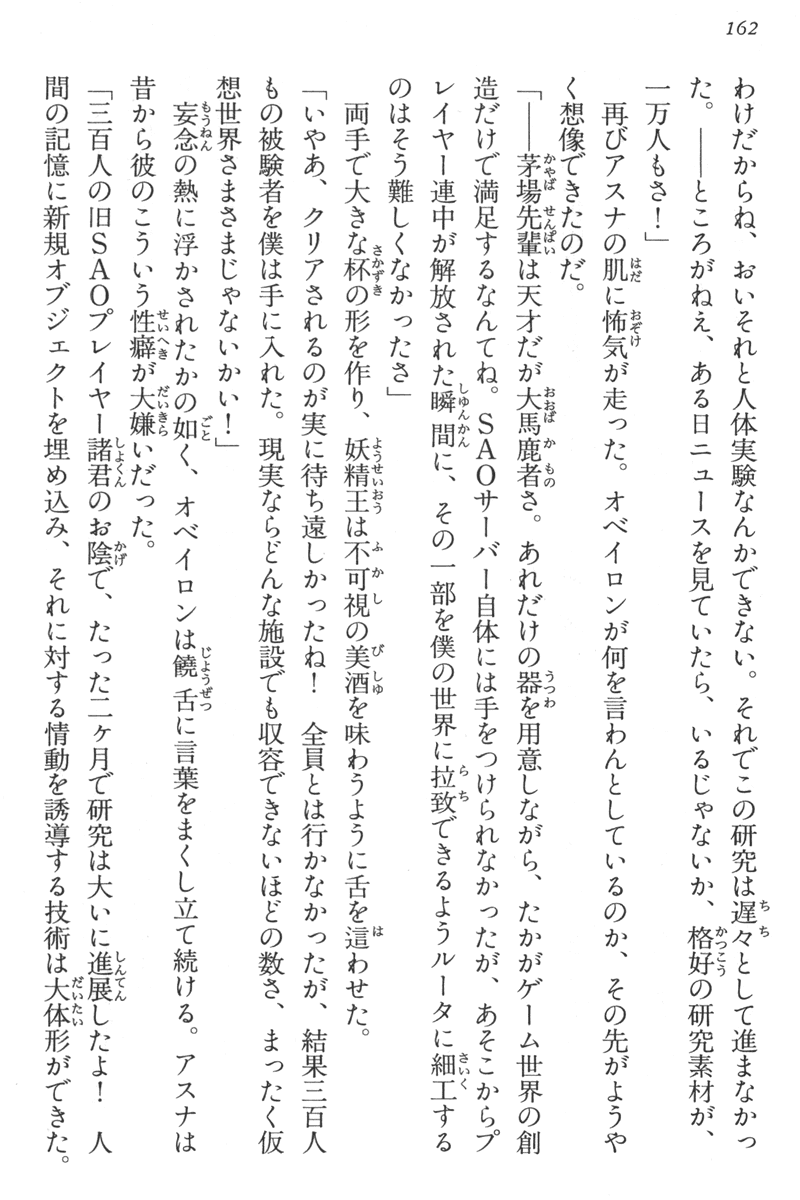 162
わけだからね、おいそれと人体実験なんかできない。それでこの研究は遅々として進まなかっ
た。――ところがねえ、ある日ニュースを見ていたら、いるじゃないか、格好の研究素材が、
一万人もさ！」
　再びアスナの肌に怖気が走った。オベイロンが何を言わんとしているのか、その先がようや
く想像できたのだ。
「――茅場先輩は天才だが大馬鹿者さ。あれだけの器を用意しながら、たかがゲーム世界の創
造だけで満足するなんてね。ＳＡＯサーバー自体には手をつけられなかったが、あそこからプ
レイヤー連中が解放された瞬間に、その一部を僕の世界に拉致できるようルータに細工する
のはそう難しくなかったさ」
　両手で大きな杯の形を作り、妖精王は不可視の美酒を味わうように舌を這わせた。
「いやあ、クリアされるのが実に待ち遠しかったね！　全員とは行かなかったが、結果三百人
もの被験者を僕は手に入れた。現実ならどんな施設でも収容できないほどの数さ、まったく仮
想世界さまさまじゃないかい！」
　妄念の熱に浮かされたかの如く、オベイロンは饒舌に言葉をまくし立て続ける。アスナは
昔から彼のこういう性癖が大嫌いだった。
「三百人の旧ＳＡＯプレイヤー諸君のお陰で、たった二ヶ月で研究は大いに進展したよ！　人
間の記憶に新規オブジェクトを埋め込み、それに対する情動を誘導する技術は大体形ができた。